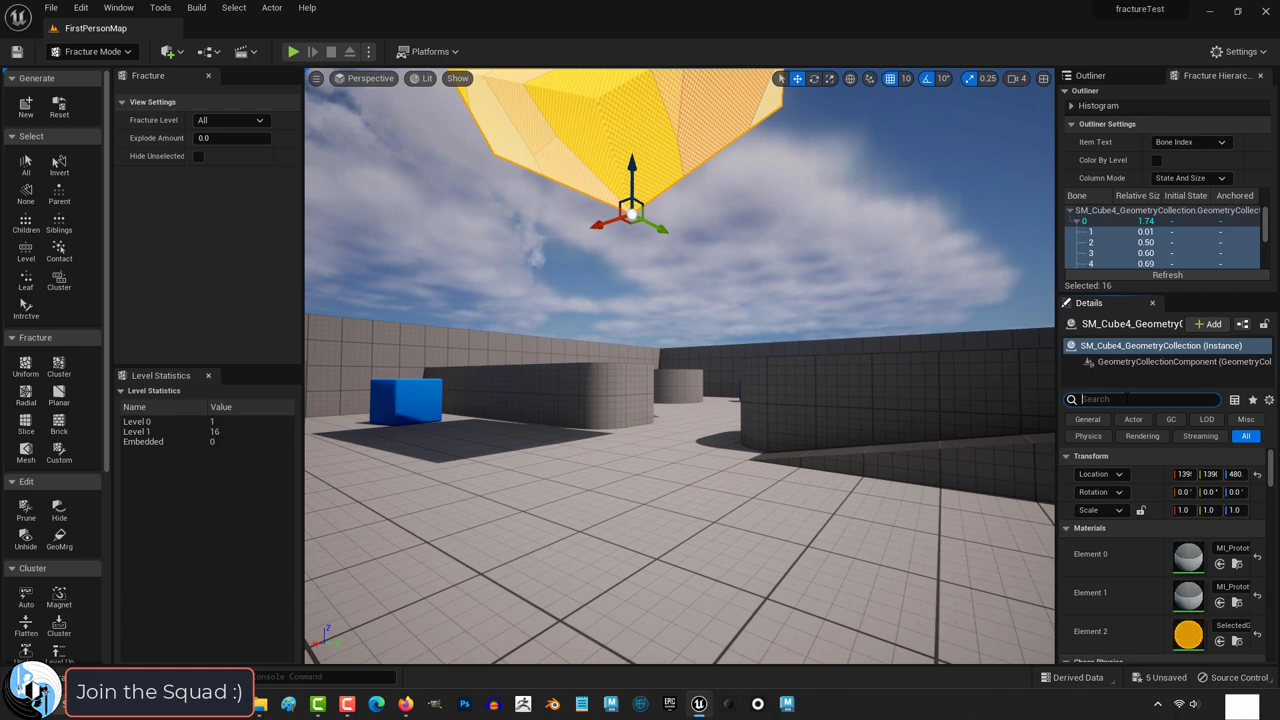 File Edit Window Tools Build Select Actor Help
fractureTest
FirstPersonMap
Fracture Mode
Platforms
Settings
Generate
New Reset
Select
All Invert
None Parent
Children Siblings
Level Contact
Leaf Cluster
Intrctve
Fracture
Uniform Cluster
Radial Planar
Slice Brick
Mesh Custom
Edit
Prune Hide
Unhide GeoMrg
Cluster
Auto Magnet
Flatten Cluster
Fracture
View Settings
Fracture Level All
Explode Amount 0.0
Hide Unselected
Level Statistics
Level Statistics
Name Value
Level 0 1
Level 1 16
Embedded 0
Perspective Lit Show
10 10° 0.25 4
Z
Outliner Fracture Hierarc
Outliner
Histogram
Outliner Settings
Item Text Bone Index
Color By Level
Column Mode State And Size
Bone Relative Siz Initial State Anchored
SM_Cube4_GeometryCollection.GeometryCollect
0 1.74 - -
1 0.01 - -
2 0.50 - -
3 0.60 - -
4 0.69 - -
Refresh
Selected: 16
Details
SM_Cube4_GeometryC Add
SM_Cube4_GeometryCollection (Instance)
GeometryCollectionComponent (GeometryCol
Search
General Actor GC LOD Misc
Physics Rendering Streaming All
Transform
Location 139 139 480.
Rotation 0.0 ° 0.0 ° 0.0 °
Scale 1.0 1.0 1.0
Materials
Element 0 MI_Protot
Element 1 MI_Protot
Element 2 SelectedG
Console Command
Derived Data 5 Unsaved Source Control
Join the Squad :)